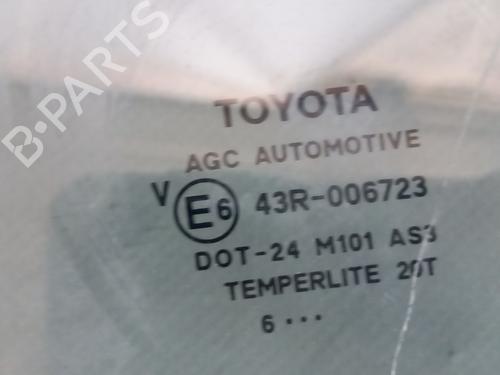 B-PARTS
TOYOTA
AGC AUTOMOTIVE
V E6 43R-006723
DOT-24 M101 AS3
TEMPERLITE 20T
6 ...